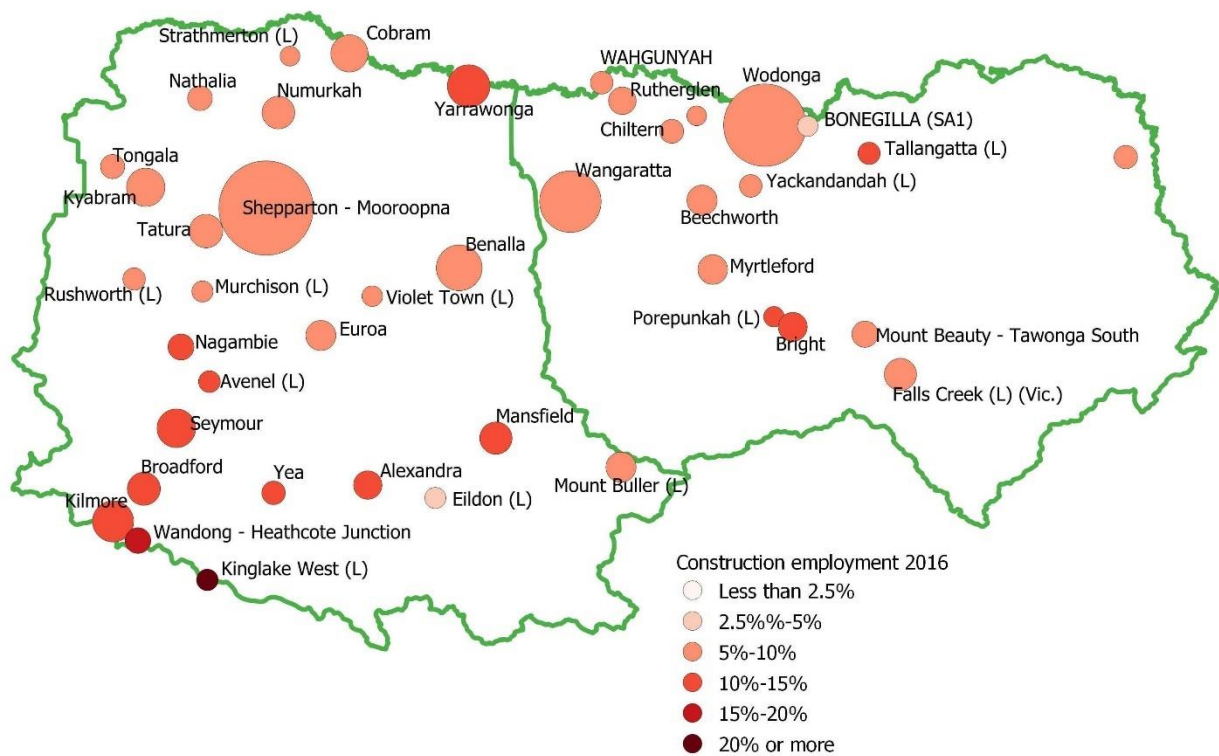 Strathmerton (L)
Cobram
Nathalia
Numurkah
Yarrawonga
WAHGUNYAH
Rutherglen
Chiltern
Wodonga
BONEGILLA (SA1)
Tallangatta (L)
Tongala
Kyabram
Shepparton - Mooroopna
Tatura
Wangaratta
Yackandandah (L)
Beechworth
Benalla
Myrtleford
Rushworth (L)
Murchison (L)
Violet Town (L)
Euroa
Nagambie
Porepunkah (L)
Bright
Mount Beauty - Tawonga South
Avenel (L)
Falls Creek (L) (Vic.)
Seymour
Mansfield
Broadford
Yea
Alexandra
Eildon (L)
Mount Buller (L)
Kilmore
Wandong - Heathcote Junction
Kinglake West (L)
Construction employment 2016
Less than 2.5%
2.5%%-5%
5%-10%
10%-15%
15%-20%
20% or more